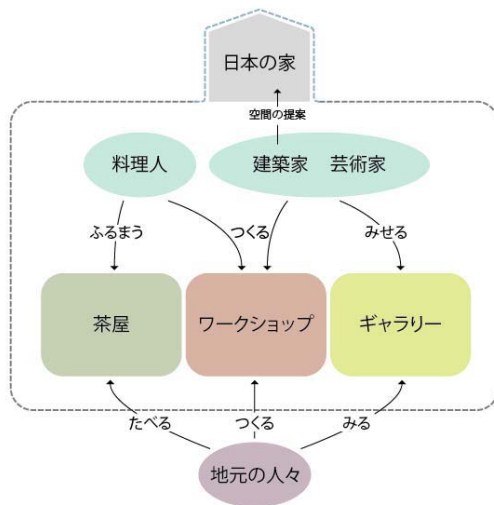 日本の家
空間の提案
料理人
建築家 芸術家
ふるまう
つくる
みせる
茶屋
ワークショップ
ギャラリー
たべる
つくる
みる
地元の人々